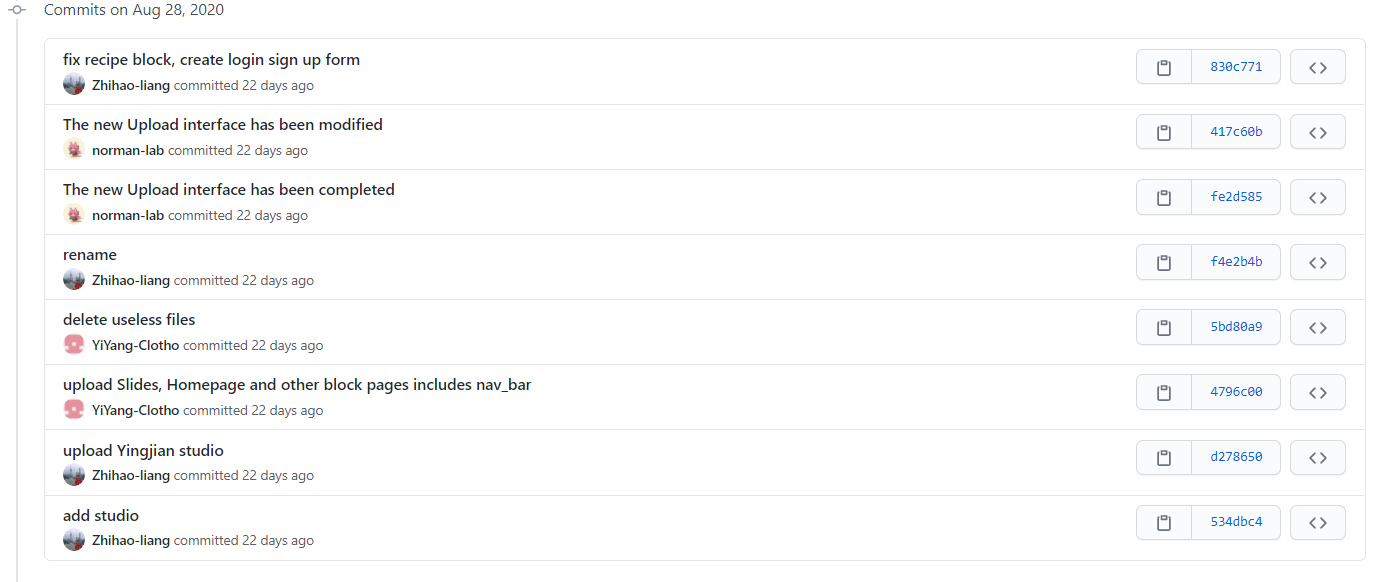 Commits on Aug 28, 2020
fix recipe block, create login sign up form
830c771
Zhihao-liang committed 22 days ago
The new Upload interface has been modified
417c60b
norman-lab committed 22 days ago
The new Upload interface has been completed
fe2d585
norman-lab committed 22 days ago
rename
f4e2b4b
Zhihao-liang committed 22 days ago
delete useless files
5bd80a9
YiYang-Clotho committed 22 days ago
upload Slides, Homepage and other block pages includes nav_bar
4796c00
YiYang-Clotho committed 22 days ago
upload Yingjian studio
d278650
Zhihao-liang committed 22 days ago
add studio
534dbc4
Zhihao-liang committed 22 days ago